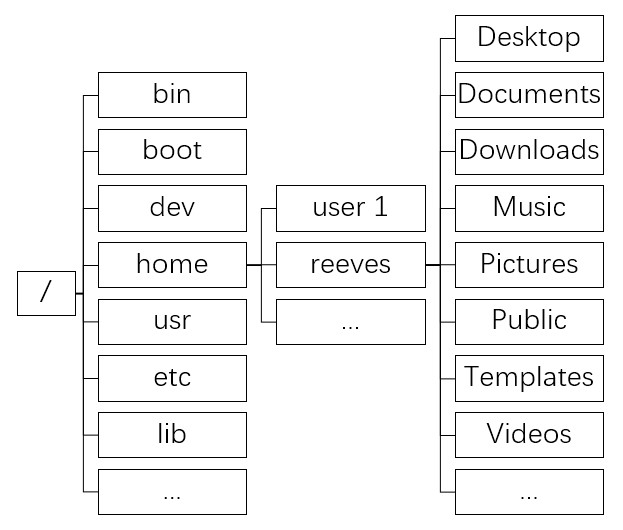 /
bin
boot
dev
home
usr
etc
lib
...
user 1
reeves
...
Desktop
Documents
Downloads
Music
Pictures
Public
Templates
Videos
...